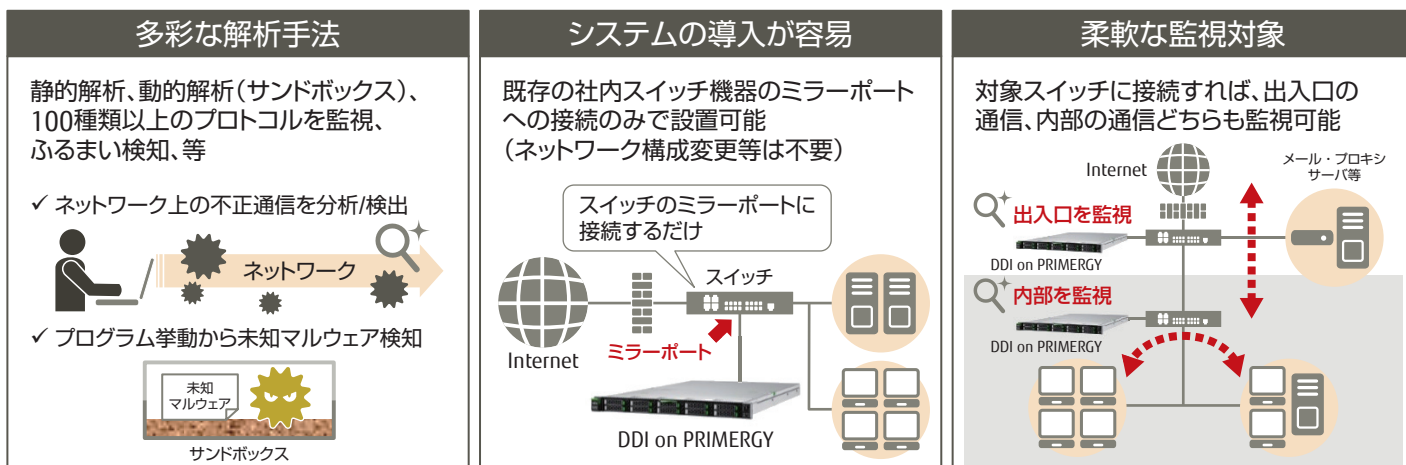 多彩な解析手法
静的解析、動的解析（サンドボックス）、
100種類以上のプロトコルを監視、
ふるまい検知、等
✓ ネットワーク上の不正通信を分析/検出
ネットワーク
✓ プログラム挙動から未知マルウェア検知
未知
マルウェア
サンドボックス
システムの導入が容易
既存の社内スイッチ機器のミラーポート
への接続のみで設置可能
（ネットワーク構成変更等は不要）
スイッチのミラーポートに
接続するだけ
スイッチ
Internet
ミラーポート
DDI on PRIMERGY
柔軟な監視対象
対象スイッチに接続すれば、出入口の
通信、内部の通信どちらも監視可能
Internet
メール・プロキシ
サーバ等
出入口を監視
DDI on PRIMERGY
内部を監視
DDI on PRIMERGY